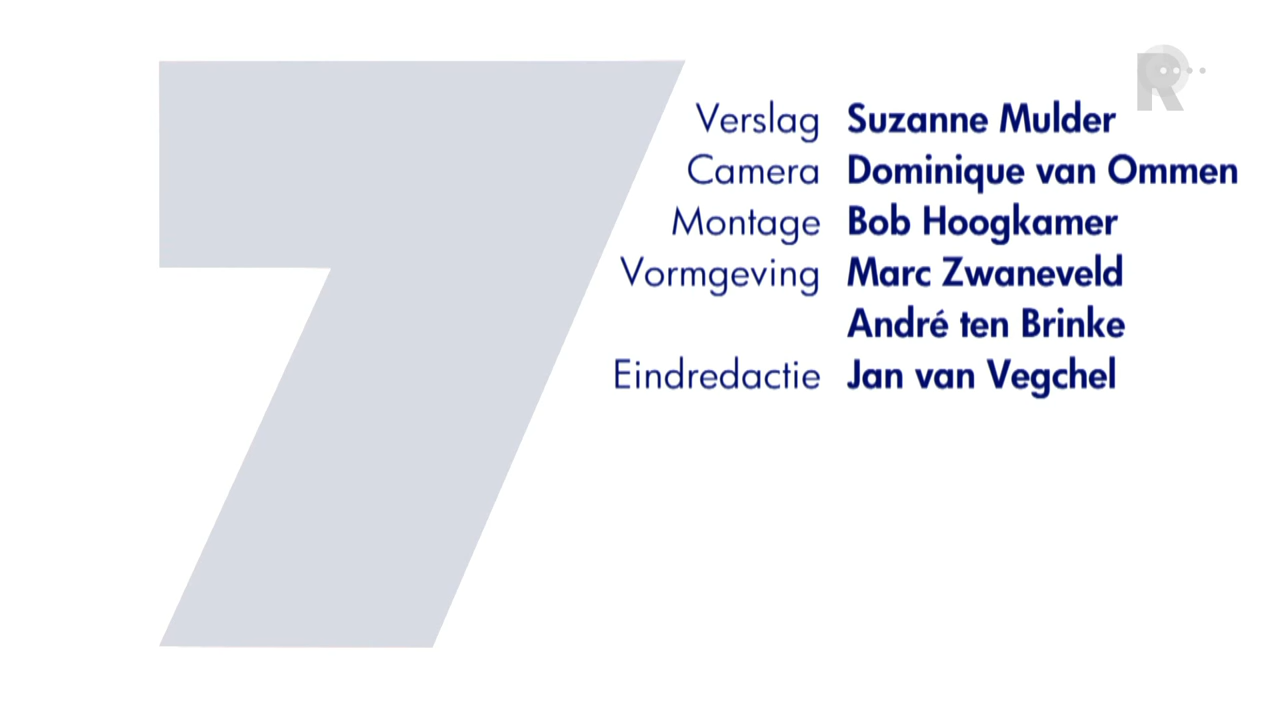 7
R
Verslag Suzanne Mulder
Camera Dominique van Ommen
Montage Bob Hoogkamer
Vormgeving Marc Zwaneveld
André ten Brinke
Eindredactie Jan van Vegchel